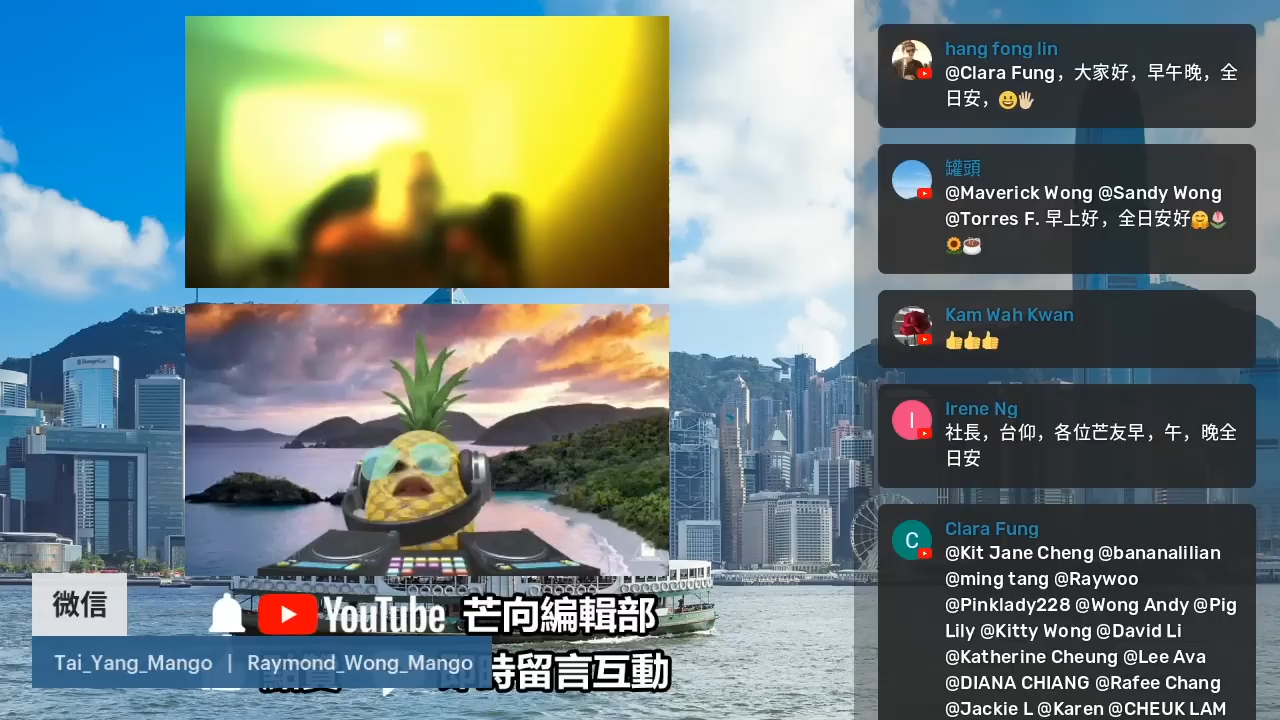 hang fong lin
@Clara Fung，大家好，早午晚，全
日安，😀🖐🏻
罐頭
@Maverick Wong @Sandy Wong
@Torres F. 早上好，全日安好🤗🌷
🌻☕
Kam Wah Kwan
👍👍👍
Irene Ng
I
社長，台仰，各位芒友早，午，晚全
日安
Clara Fung
C
@Kit Jane Cheng @bananalilian
@ming tang @Raywoo
@Pinklady228 @Wong Andy @Pig
Lily @Kitty Wong @David Li
@Katherine Cheung @Lee Ava
@DIANA CHIANG @Rafee Chang
@Jackie L @Karen @CHEUK LAM
微信
YouTube 芒向編輯部
Tai_Yang_Mango | Raymond_Wong_Mango
時留言互動